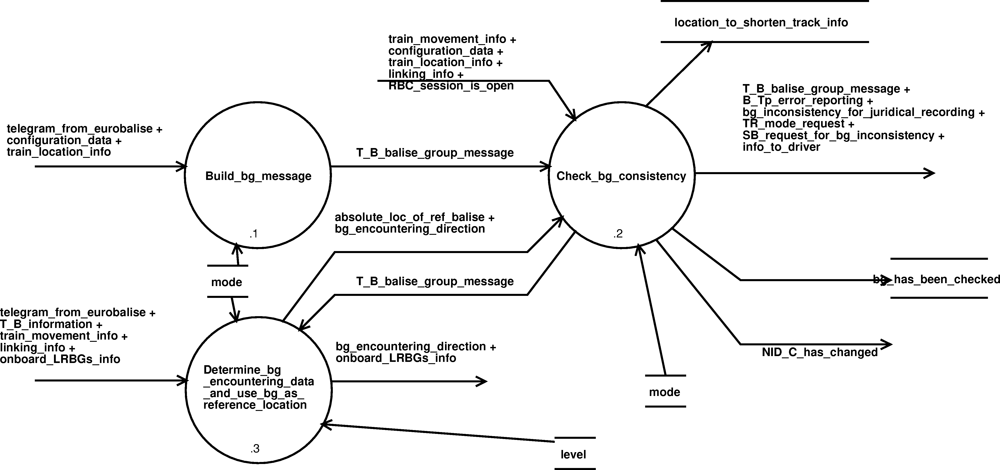 location_to_shorten_track_info
train_movement_info +
configuration_data +
train_location_info +
linking_info +
RBC_session_is_open
T_B_balise_group_message +
B_Tp_error_reporting +
bg_inconsistency_for_juridical_recording +
TR_mode_request +
SB_request_for_bg_inconsistency +
info_to_driver
telegram_from_eurobalise +
configuration_data +
train_location_info
T_B_balise_group_message
Build_bg_message
.1
Check_bg_consistency
.2
absolute_loc_of_ref_balise +
bg_encountering_direction
mode
T_B_balise_group_message
bg_has_been_checked
telegram_from_eurobalise +
T_B_information +
train_movement_info +
linking_info +
onboard_LRBGs_info
bg_encountering_direction +
onboard_LRBGs_info
NID_C_has_changed
Determine_bg
_encountering_data
_and_use_bg_as_
reference_location
.3
mode
level